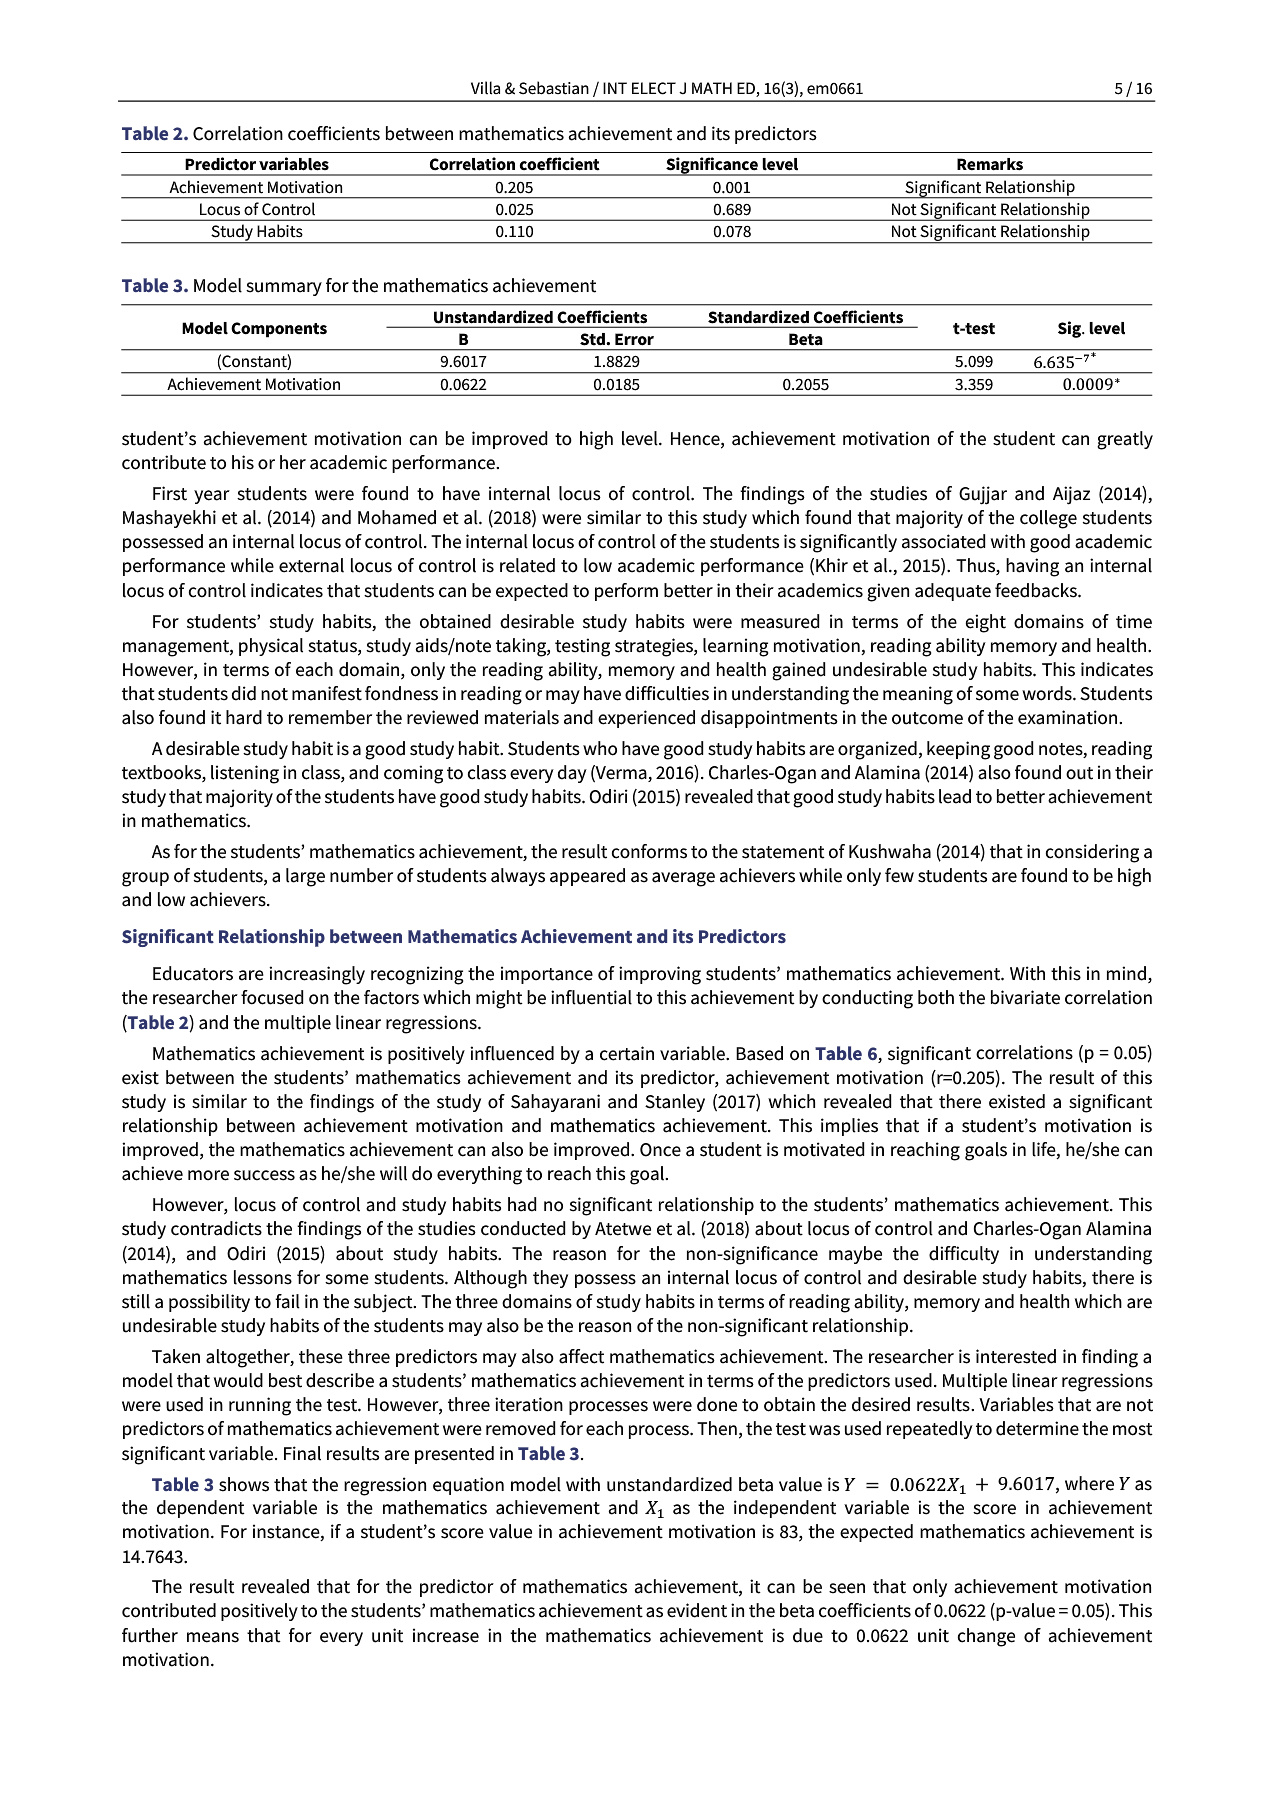 Villa & Sebastian / INT ELECT J MATH ED, 16(3), em0661 5 / 16
Table 2. Correlation coefficients between mathematics achievement and its predictors
Predictor variables Correlation coefficient Significance level Remarks
Achievement Motivation 0.205 0.001 Significant Relationship
Locus of Control 0.025 0.689 Not Significant Relationship
Study Habits 0.110 0.078 Not Significant Relationship
Table 3. Model summary for the mathematics achievement
Model Components Unstandardized Coefficients Standardized Coefficients t-test Sig. level
B Std. Error Beta
(Constant) 9.6017 1.8829 5.099 6.635⁻⁷*
Achievement Motivation 0.0622 0.0185 0.2055 3.359 0.0009*
student’s achievement motivation can be improved to high level. Hence, achievement motivation of the student can greatly
contribute to his or her academic performance.
First year students were found to have internal locus of control. The findings of the studies of Gujjar and Aijaz (2014),
Mashayekhi et al. (2014) and Mohamed et al. (2018) were similar to this study which found that majority of the college students
possessed an internal locus of control. The internal locus of control of the students is significantly associated with good academic
performance while external locus of control is related to low academic performance (Khir et al., 2015). Thus, having an internal
locus of control indicates that students can be expected to perform better in their academics given adequate feedbacks.
For students’ study habits, the obtained desirable study habits were measured in terms of the eight domains of time
management, physical status, study aids/note taking, testing strategies, learning motivation, reading ability memory and health.
However, in terms of each domain, only the reading ability, memory and health gained undesirable study habits. This indicates
that students did not manifest fondness in reading or may have difficulties in understanding the meaning of some words. Students
also found it hard to remember the reviewed materials and experienced disappointments in the outcome of the examination.
A desirable study habit is a good study habit. Students who have good study habits are organized, keeping good notes, reading
textbooks, listening in class, and coming to class every day (Verma, 2016). Charles-Ogan and Alamina (2014) also found out in their
study that majority of the students have good study habits. Odiri (2015) revealed that good study habits lead to better achievement
in mathematics.
As for the students’ mathematics achievement, the result conforms to the statement of Kushwaha (2014) that in considering a
group of students, a large number of students always appeared as average achievers while only few students are found to be high
and low achievers.
Significant Relationship between Mathematics Achievement and its Predictors
Educators are increasingly recognizing the importance of improving students’ mathematics achievement. With this in mind,
the researcher focused on the factors which might be influential to this achievement by conducting both the bivariate correlation
(Table 2) and the multiple linear regressions.
Mathematics achievement is positively influenced by a certain variable. Based on Table 6, significant correlations (p = 0.05)
exist between the students’ mathematics achievement and its predictor, achievement motivation (r=0.205). The result of this
study is similar to the findings of the study of Sahayarani and Stanley (2017) which revealed that there existed a significant
relationship between achievement motivation and mathematics achievement. This implies that if a student’s motivation is
improved, the mathematics achievement can also be improved. Once a student is motivated in reaching goals in life, he/she can
achieve more success as he/she will do everything to reach this goal.
However, locus of control and study habits had no significant relationship to the students’ mathematics achievement. This
study contradicts the findings of the studies conducted by Atetwe et al. (2018) about locus of control and Charles-Ogan Alamina
(2014), and Odiri (2015) about study habits. The reason for the non-significance maybe the difficulty in understanding
mathematics lessons for some students. Although they possess an internal locus of control and desirable study habits, there is
still a possibility to fail in the subject. The three domains of study habits in terms of reading ability, memory and health which are
undesirable study habits of the students may also be the reason of the non-significant relationship.
Taken altogether, these three predictors may also affect mathematics achievement. The researcher is interested in finding a
model that would best describe a students’ mathematics achievement in terms of the predictors used. Multiple linear regressions
were used in running the test. However, three iteration processes were done to obtain the desired results. Variables that are not
predictors of mathematics achievement were removed for each process. Then, the test was used repeatedly to determine the most
significant variable. Final results are presented in Table 3.
Table 3 shows that the regression equation model with unstandardized beta value is Y = 0.0622X₁ + 9.6017, where Y as
the dependent variable is the mathematics achievement and X₁ as the independent variable is the score in achievement
motivation. For instance, if a student’s score value in achievement motivation is 83, the expected mathematics achievement is
14.7643.
The result revealed that for the predictor of mathematics achievement, it can be seen that only achievement motivation
contributed positively to the students’ mathematics achievement as evident in the beta coefficients of 0.0622 (p-value = 0.05). This
further means that for every unit increase in the mathematics achievement is due to 0.0622 unit change of achievement
motivation.